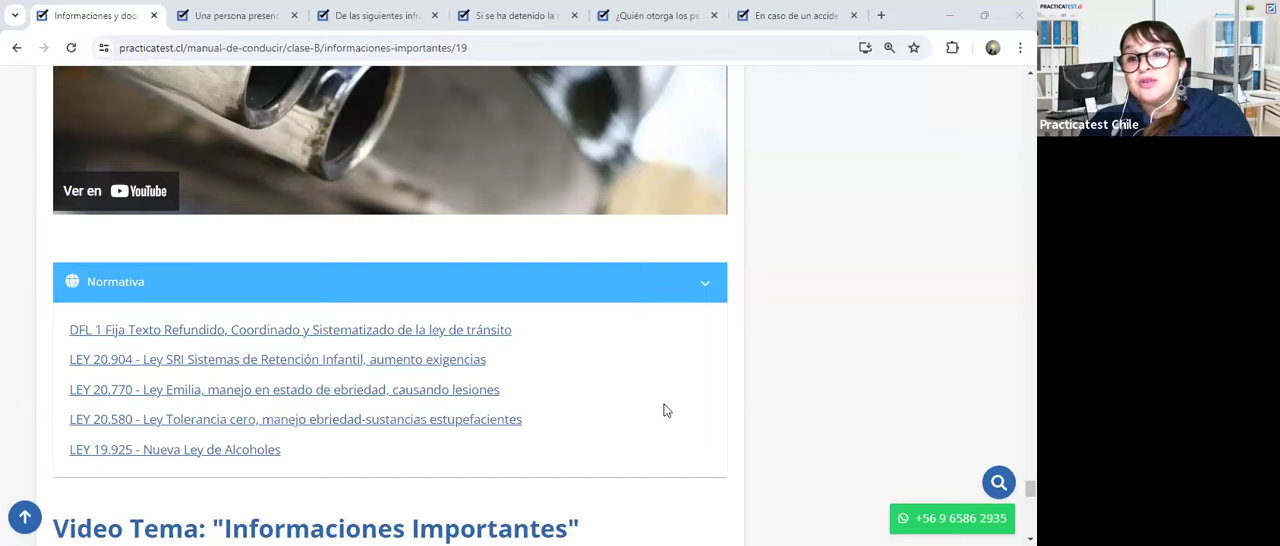 Informaciones y docu
Una persona presenc
De las siguientes infra
Si se ha detenido la r
¿Quién otorga los pe
En caso de un accide
practicatest.cl/manual-de-conducir/clase-B/informaciones-importantes/19
PRACTICATEST.cl
Practicatest Chile
Ver en YouTube
Normativa
DFL 1 Fija Texto Refundido, Coordinado y Sistematizado de la ley de tránsito
LEY 20.904 - Ley SRI Sistemas de Retención Infantil, aumento exigencias
LEY 20.770 - Ley Emilia, manejo en estado de ebriedad, causando lesiones
LEY 20.580 - Ley Tolerancia cero, manejo ebriedad-sustancias estupefacientes
LEY 19.925 - Nueva Ley de Alcoholes
+56 9 6586 2935
Video Tema: "Informaciones Importantes"